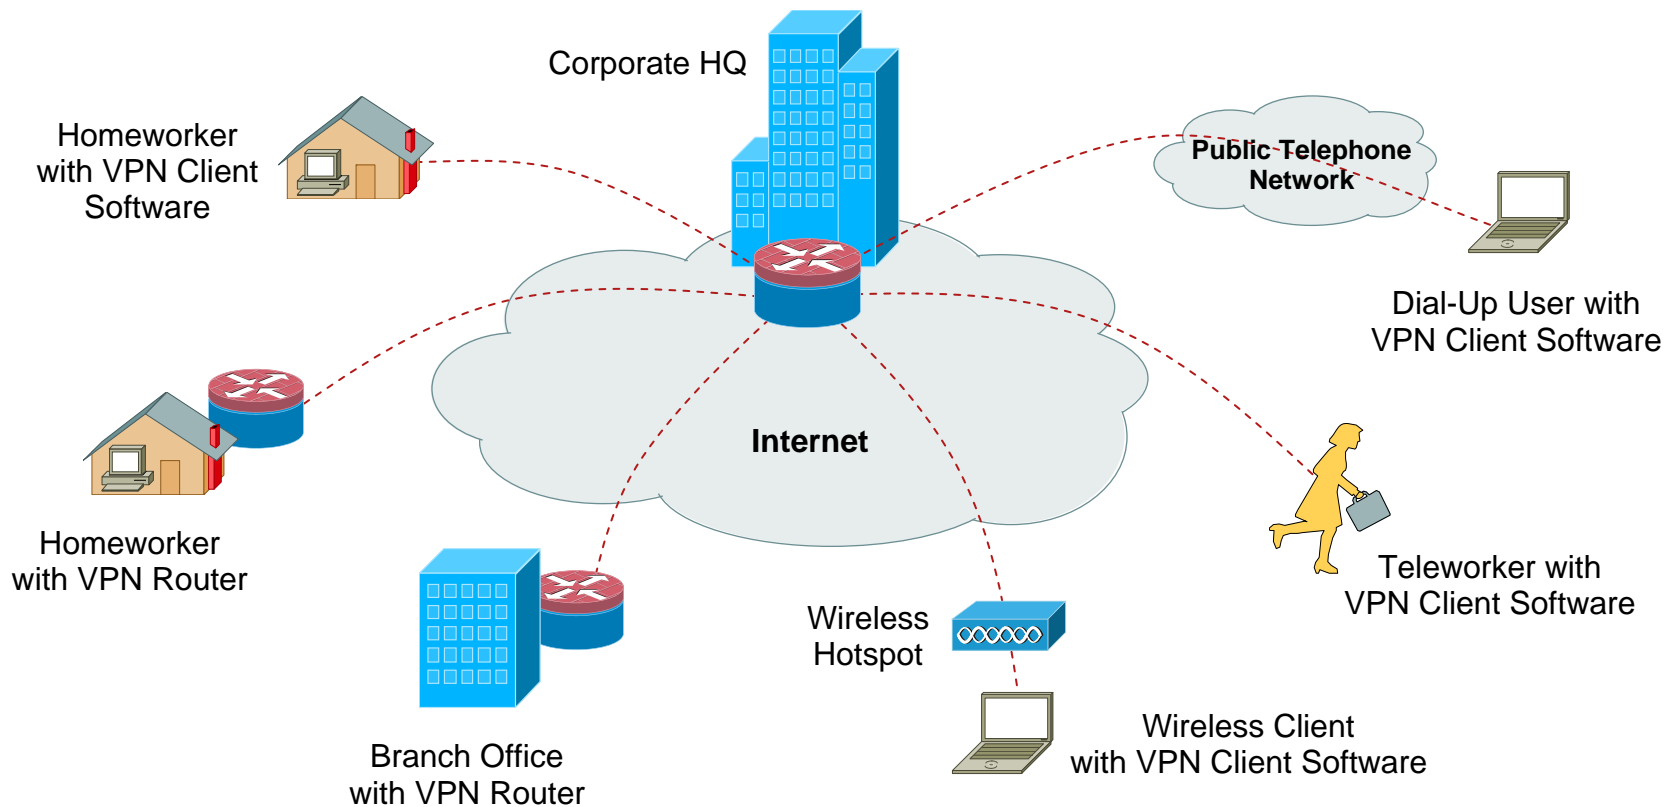 Corporate HQ
Homeworker
with VPN Client
Software
Public Telephone
Network
Dial-Up User with
VPN Client Software
Internet
Homeworker
with VPN Router
Teleworker with
VPN Client Software
Wireless
Hotspot
Wireless Client
with VPN Client Software
Branch Office
with VPN Router